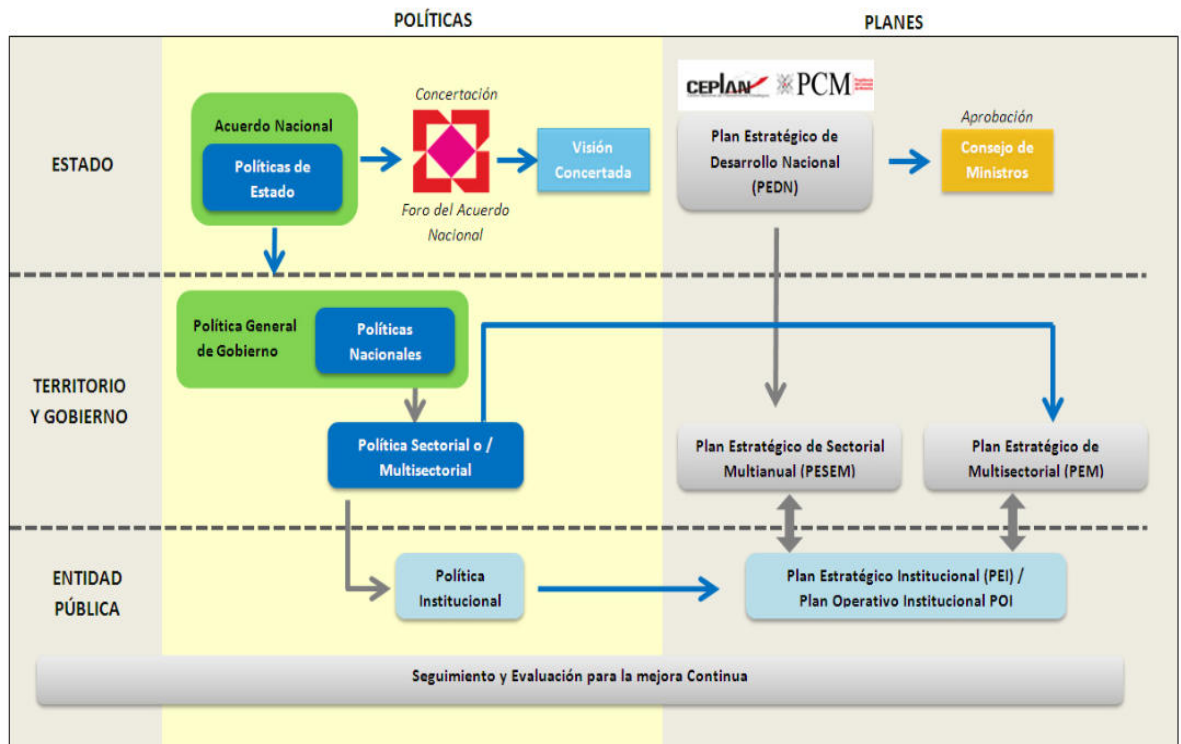 POLÍTICAS
PLANES
ESTADO
Acuerdo Nacional
Políticas de
Estado
Concertación
Foro del Acuerdo
Nacional
Visión
Concertada
CEPLAN
PCM
Plan Estratégico de
Desarrollo Nacional
(PEDN)
Aprobación
Consejo de
Ministros
TERRITORIO
Y GOBIERNO
Política General
de Gobierno
Políticas
Nacionales
Política Sectorial o /
Multisectorial
Plan Estratégico de Sectorial
Multianual (PESEM)
Plan Estratégico de
Multisectorial (PEM)
ENTIDAD
PÚBLICA
Política
Institucional
Plan Estratégico Institucional (PEI) /
Plan Operativo Institucional POI
Seguimiento y Evaluación para la mejora Continua